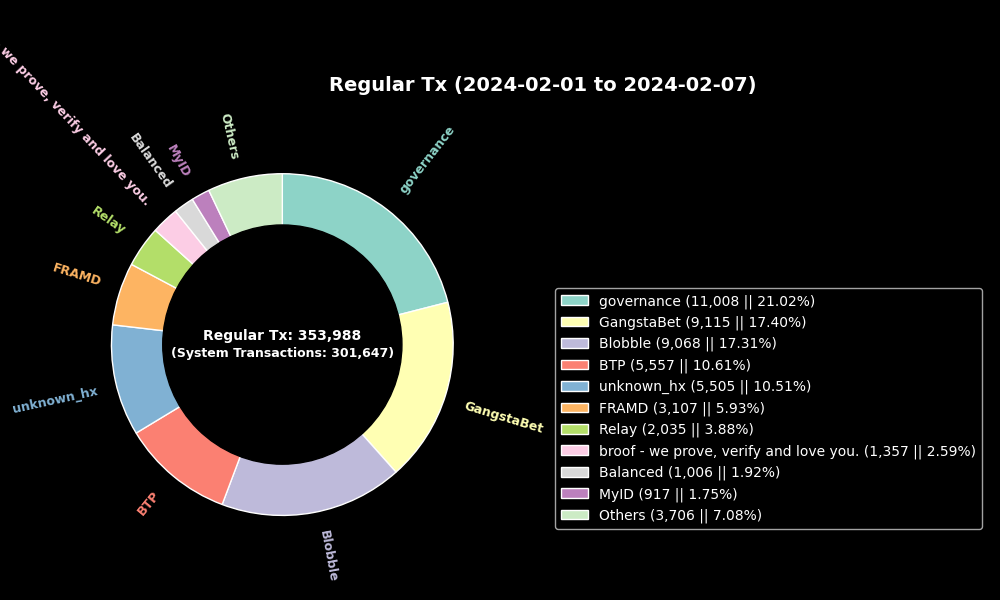 Regular Tx (2024-02-01 to 2024-02-07)
we prove, verify and love you.
Balanced
MyID
Others
governance
Relay
FRAMD
unknown_hx
BTP
Blobble
GangstaBet
Regular Tx: 353,988
(System Transactions: 301,647)
governance (11,008 || 21.02%)
GangstaBet (9,115 || 17.40%)
Blobble (9,068 || 17.31%)
BTP (5,557 || 10.61%)
unknown_hx (5,505 || 10.51%)
FRAMD (3,107 || 5.93%)
Relay (2,035 || 3.88%)
broof - we prove, verify and love you. (1,357 || 2.59%)
Balanced (1,006 || 1.92%)
MyID (917 || 1.75%)
Others (3,706 || 7.08%)